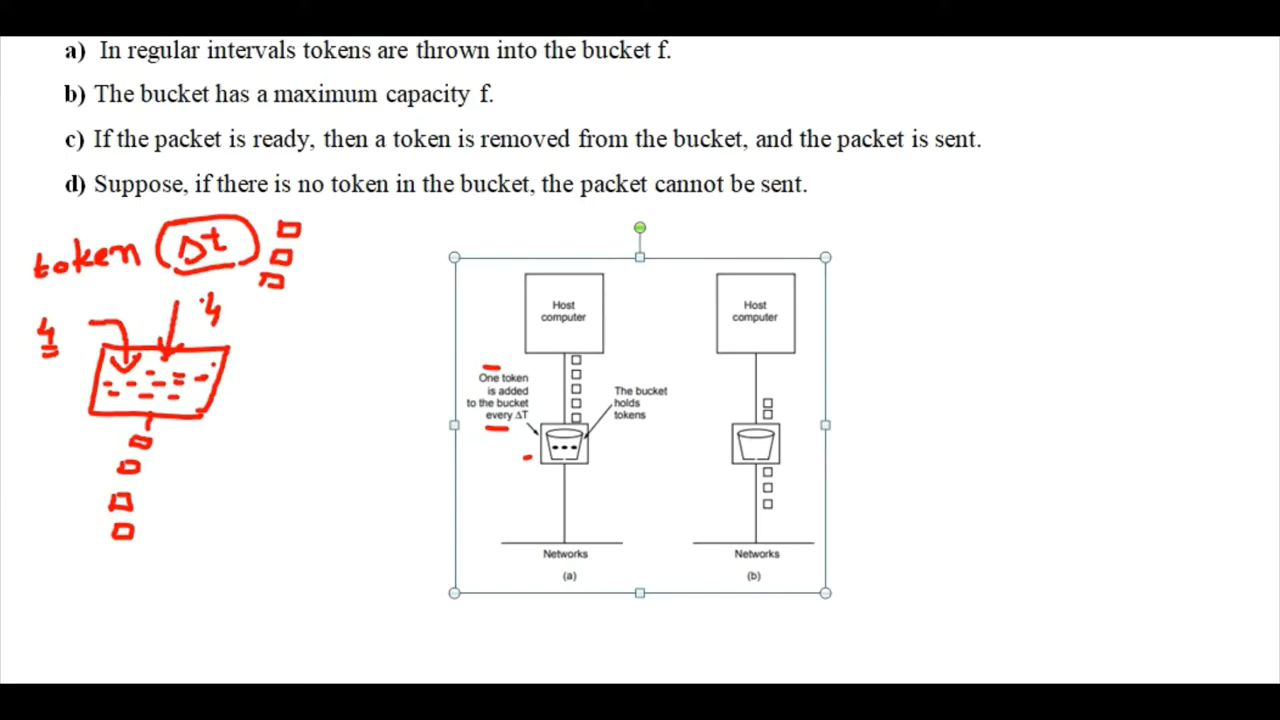 a) In regular intervals tokens are thrown into the bucket f.
b) The bucket has a maximum capacity f.
c) If the packet is ready, then a token is removed from the bucket, and the packet is sent.
d) Suppose, if there is no token in the bucket, the packet cannot be sent.
token Δt
4
4
Host
computer
One token
is added
to the bucket
every ΔT
The bucket
holds
tokens
Networks
(a)
Host
computer
Networks
(b)